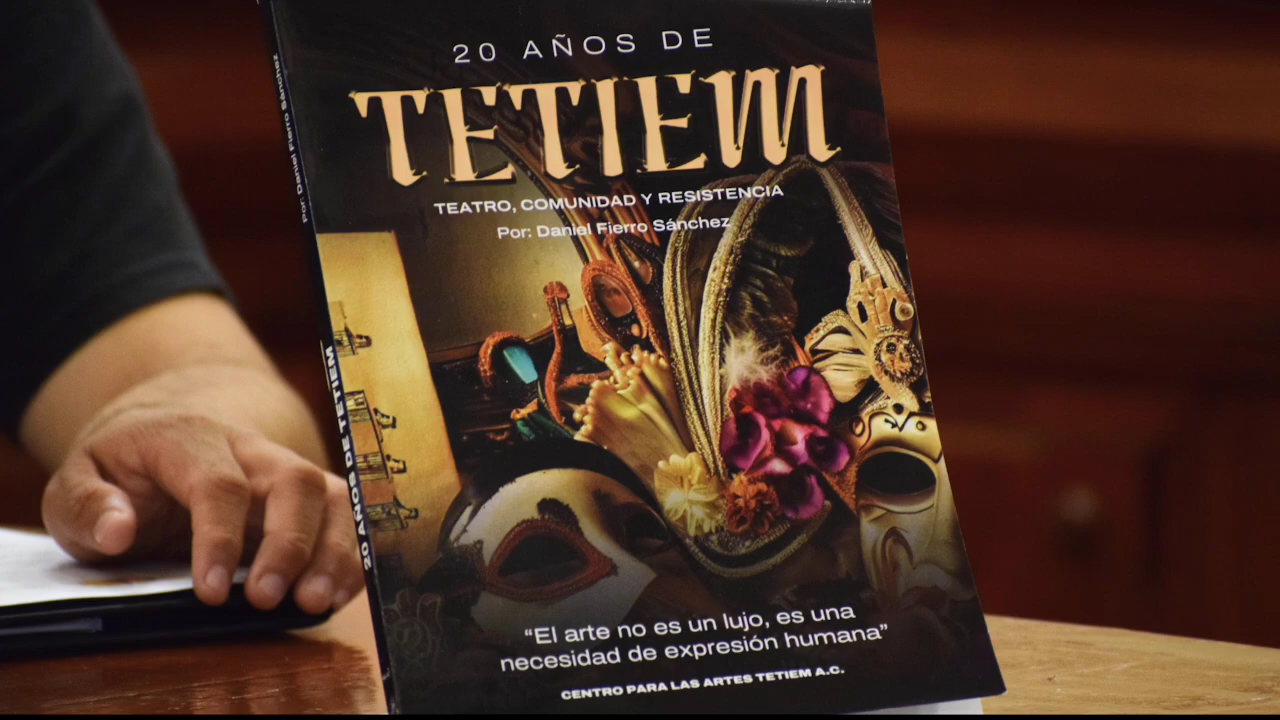 20 AÑOS DE
TETIEM
TEATRO, COMUNIDAD Y RESISTENCIA
Por: Daniel Fierro Sánchez
“El arte no es un lujo, es una
necesidad de expresión humana”
CENTRO PARA LAS ARTES TETIEM A.C.
Por: Daniel Fierro Sánchez
20 AÑOS DE TETIEM